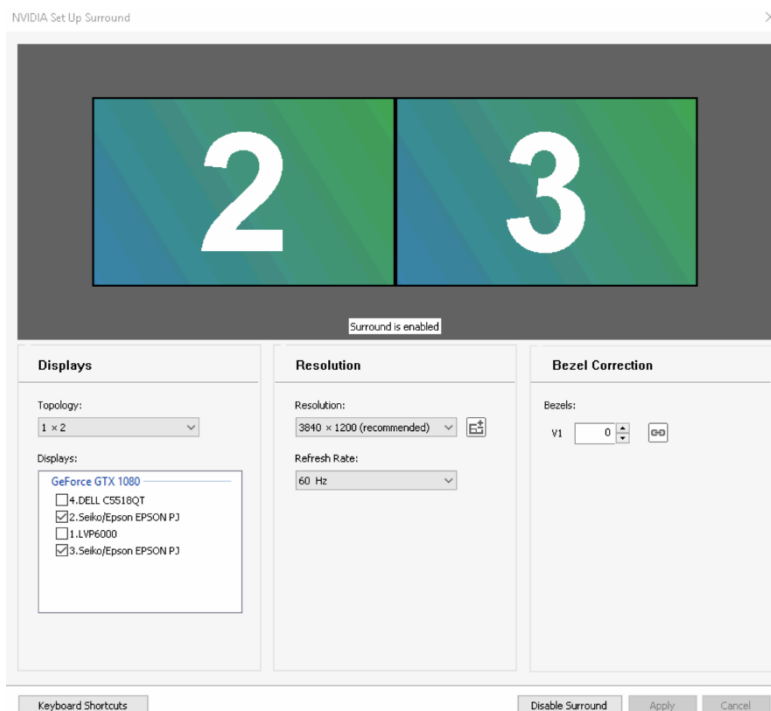 NVIDIA Set Up Surround
2
3
Surround is enabled
Displays
Topology:
1 × 2
Displays:
GeForce GTX 1080
4.DELL C5518QT
2.Seiko/Epson EPSON PJ
1.LVP6000
3.Seiko/Epson EPSON PJ
Resolution
Resolution:
3840 × 1200 (recommended)
Refresh Rate:
60 Hz
Bezel Correction
Bezels:
V1 0
Keyboard Shortcuts
Disable Surround Apply Cancel